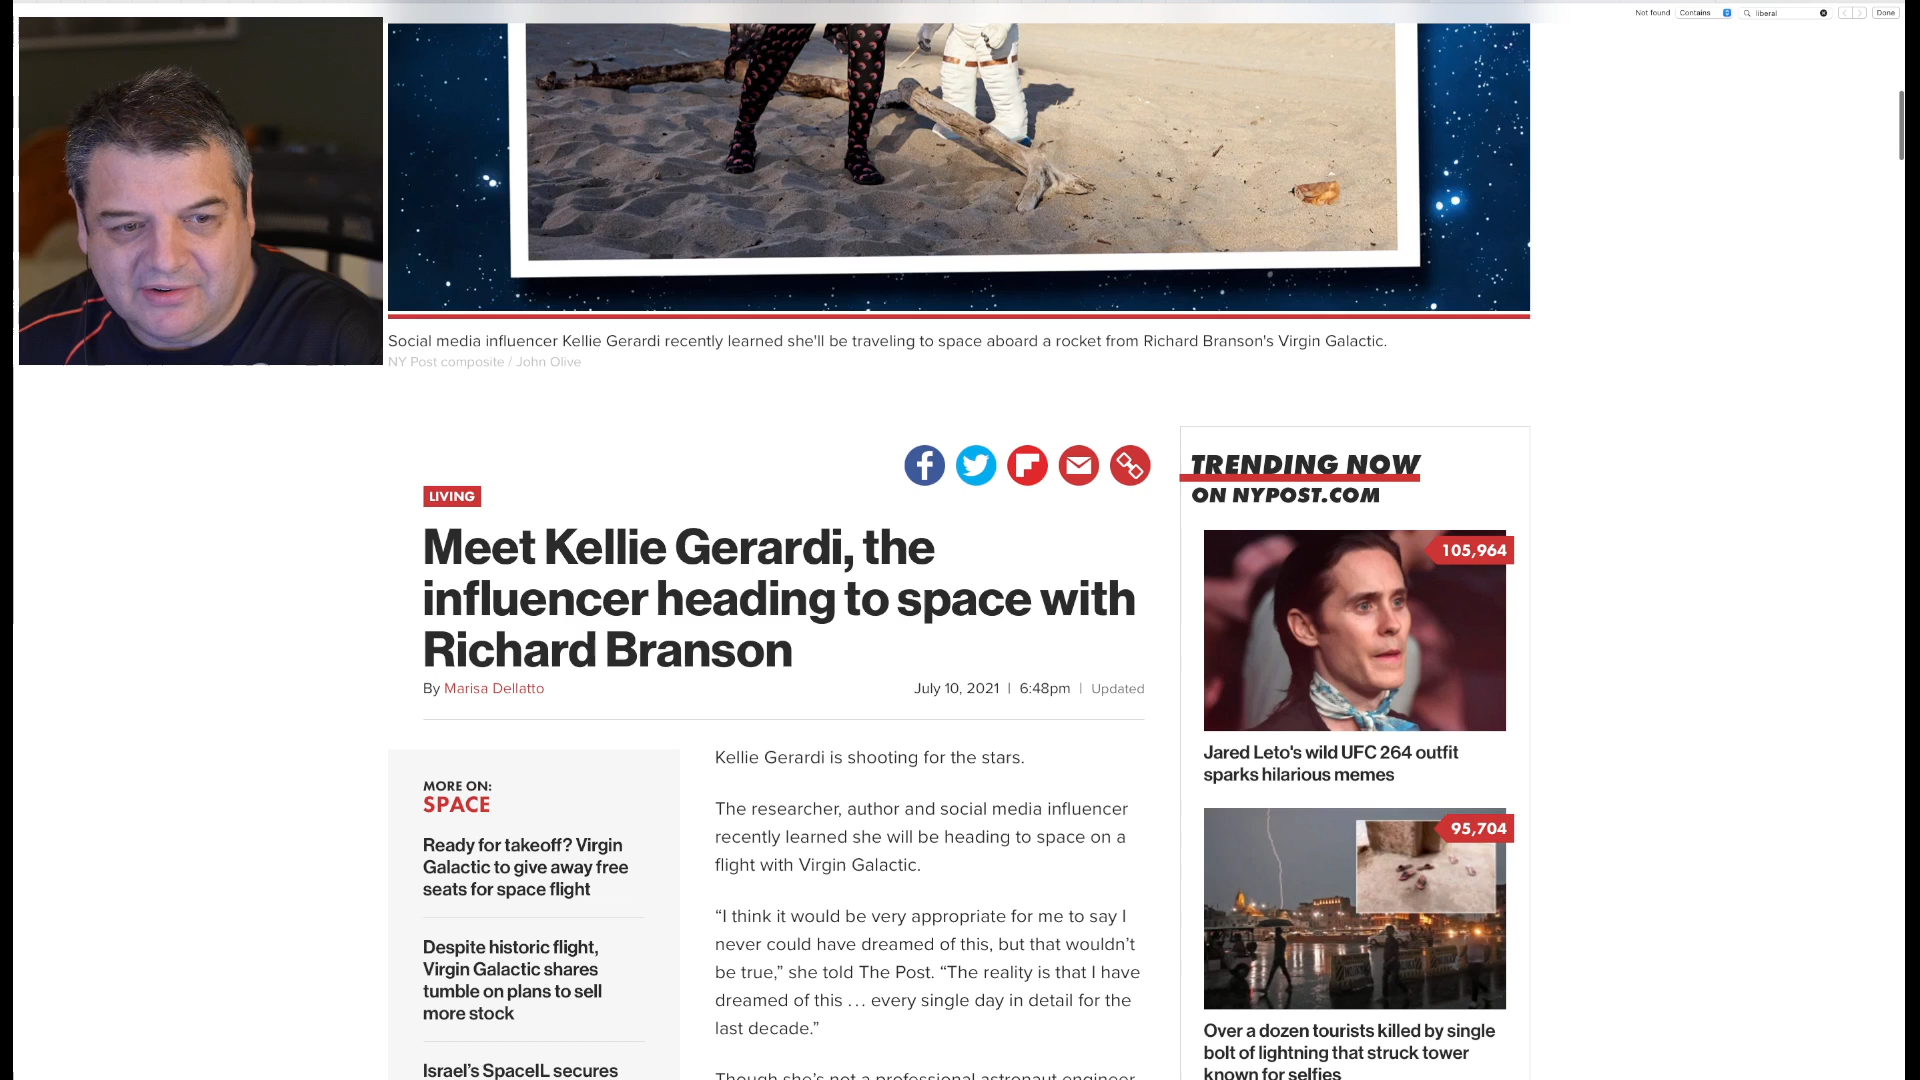 Not found Contains liberal Done
Social media influencer Kellie Gerardi recently learned she'll be traveling to space aboard a rocket from Richard Branson's Virgin Galactic.
NY Post composite / John Olive
LIVING
Meet Kellie Gerardi, the
influencer heading to space with
Richard Branson
By Marisa Dellatto
July 10, 2021 | 6:48pm | Updated
MORE ON:
SPACE
Ready for takeoff? Virgin
Galactic to give away free
seats for space flight
Despite historic flight,
Virgin Galactic shares
tumble on plans to sell
more stock
Israel's SpaceIL secures
Kellie Gerardi is shooting for the stars.
The researcher, author and social media influencer
recently learned she will be heading to space on a
flight with Virgin Galactic.
“I think it would be very appropriate for me to say I
never could have dreamed of this, but that wouldn’t
be true,” she told The Post. “The reality is that I have
dreamed of this … every single day in detail for the
last decade.”
Though she’s not a professional astronaut engineer
TRENDING NOW
ON NYPOST.COM
105,964
Jared Leto's wild UFC 264 outfit
sparks hilarious memes
95,704
Over a dozen tourists killed by single
bolt of lightning that struck tower
known for selfies